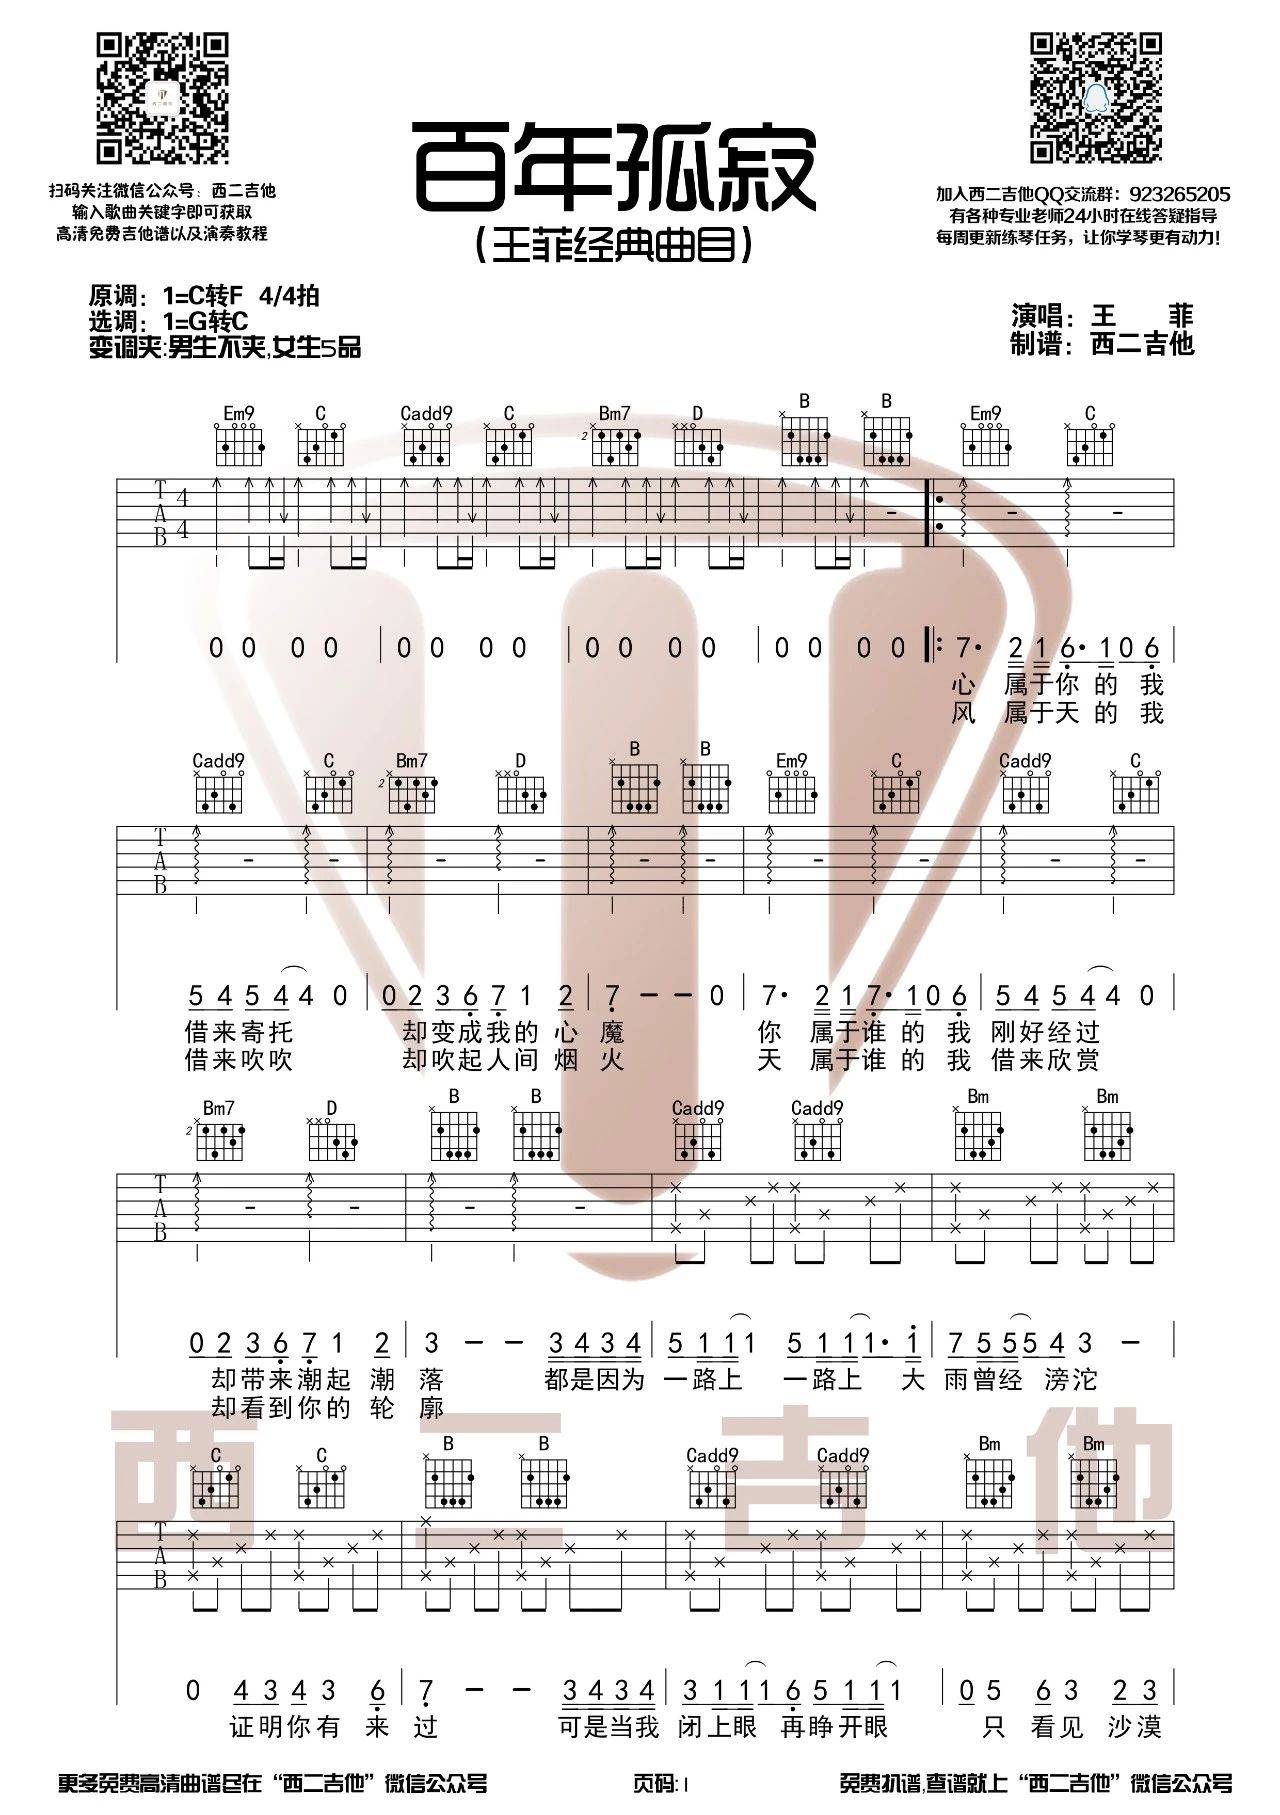 百年孤寂
(王菲经典曲目)
扫码关注微信公众号：西二吉他
输入歌曲关键字即可获取
高清免费吉他谱以及演奏教程
加入西二吉他QQ交流群：923265205
有各种专业老师24小时在线答疑指导
每周更新练琴任务，让你学琴更有动力！
原调：1=C转F 4/4拍
选调：1=G转C
变调夹:男生不夹,女生5品
演唱：王 菲
制谱：西二吉他
Em9 C Cadd9 C Bm7 D B B Em9 C
2
T A B 4 4
0 0 0 0 0 0 0 0 0 0 0 0 0 0 0 0 7· 2 1 6· 1 0 6
心 属于你 的 我
风 属于天 的 我
Cadd9 C Bm7 D B B Em9 C Cadd9 C
2
T A B
5 4 5 4 4 0 0 2 3 6 7 1 2 7 - - 0 7· 2 1 7· 1 0 6 5 4 5 4 4 0
借来寄托 却变成我的 心 魔 你 属于谁 的 我 刚好经过
借来吹吹 却吹起人间 烟 火 天 属于谁 的 我 借来欣赏
Bm7 D B B Cadd9 Cadd9 Bm Bm
2
T A B
0 2 3 6 7 1 2 3 - - 3 4 3 4 5 1 1 1 1 5 1 1 1 1· 1 7 5 5 5 4 3 -
却带来潮起 潮 落 都是因为 一路上 一路上 大 雨曾经 滂沱
却看到你的 轮 廓
C C B B Cadd9 Cadd9 Bm Bm
T A B
0 4 3 4 3 6 7 - - 3 4 3 4 3 1 1 1 1 6 5 1 1 1 1 0 5 6 3 2 3
证明你有 来 过 可是当我 闭上眼 再睁开眼 只 看见 沙漠
西二吉他
更多免费高清曲谱尽在“西二吉他”微信公众号
页码:1
免费扒谱,查谱就上“西二吉他”微信公众号